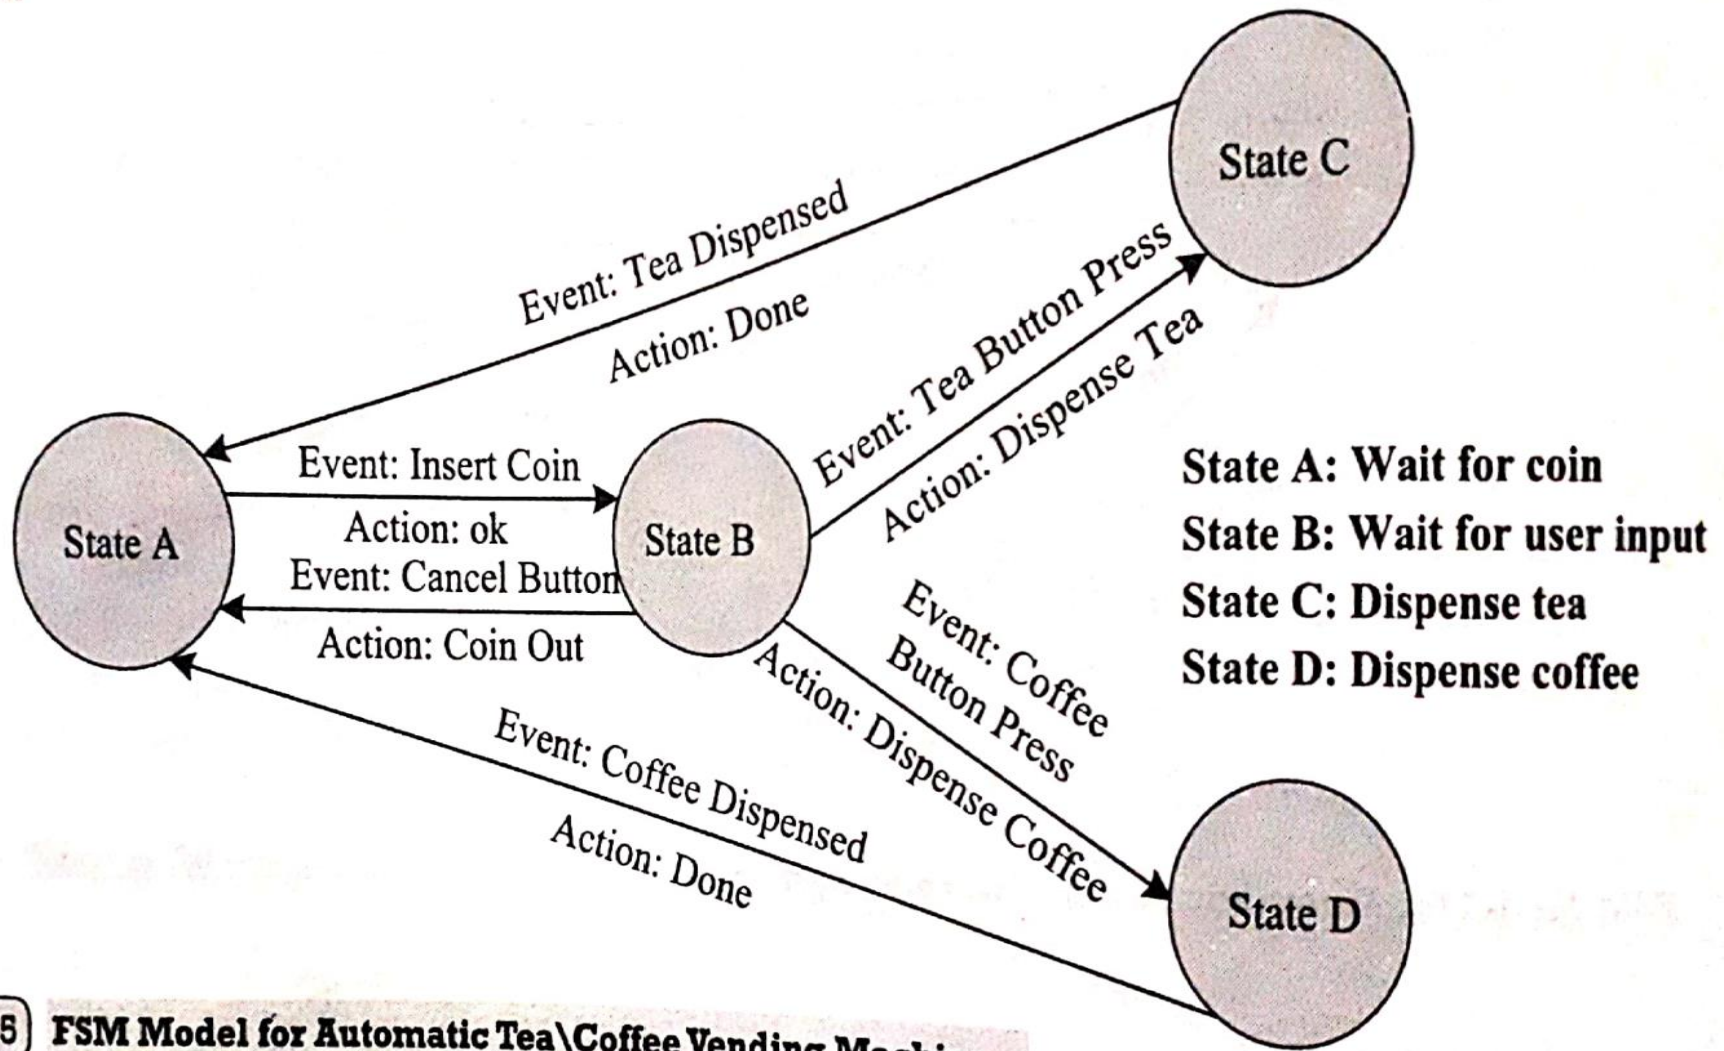 State C
Event: Tea Dispensed
Action: Done
Event: Tea Button Press
Action: Dispense Tea
State A
Event: Insert Coin
Action: ok
Event: Cancel Button
Action: Coin Out
State B
State A: Wait for coin
State B: Wait for user input
State C: Dispense tea
State D: Dispense coffee
Event: Coffee
Button Press
Action: Dispense Coffee
Event: Coffee Dispensed
Action: Done
State D
5 FSM Model for Automatic Tea\Coffee Vending